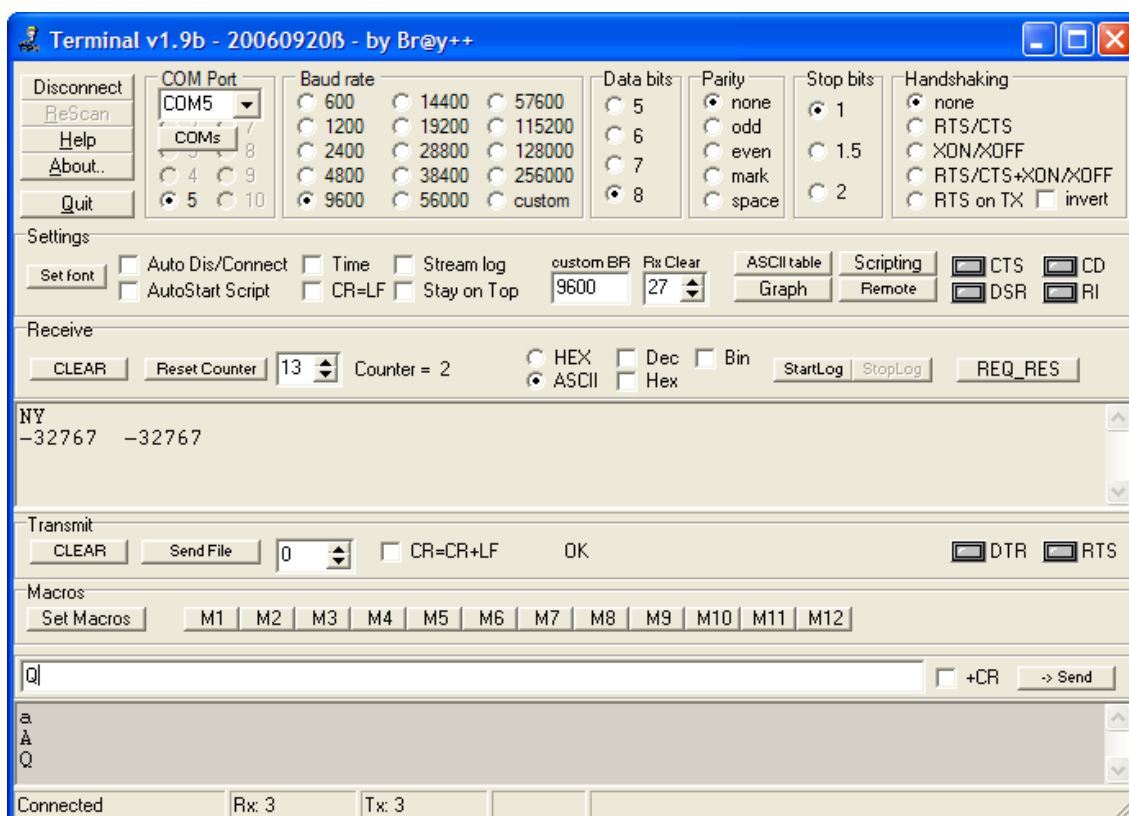 Terminal v1.9b - 20060920ß - by Br@y++
Disconnect
ReScan
Help
About..
Quit
COM Port
COM5
COMs
7
8
4 9
5 10
Baud rate
600 14400 57600
1200 19200 115200
2400 28800 128000
4800 38400 256000
9600 56000 custom
Data bits
5
6
7
8
Parity
none
odd
even
mark
space
Stop bits
1
1.5
2
Handshaking
none
RTS/CTS
XON/XOFF
RTS/CTS+XON/XOFF
RTS on TX invert
Settings
Set font
Auto Dis/Connect Time Stream log
AutoStart Script CR=LF Stay on Top
custom BR Rx Clear
9600 27
ASCII table Scripting CTS CD
Graph Remote DSR RI
Receive
CLEAR Reset Counter 13 Counter = 2
HEX Dec Bin
ASCII Hex
StartLog StopLog REQ_RES
NY
-32767 -32767
Transmit
CLEAR Send File 0 CR=CR+LF OK DTR RTS
Macros
Set Macros M1 M2 M3 M4 M5 M6 M7 M8 M9 M10 M11 M12
Q +CR -> Send
a
A
Q
Connected Rx: 3 Tx: 3